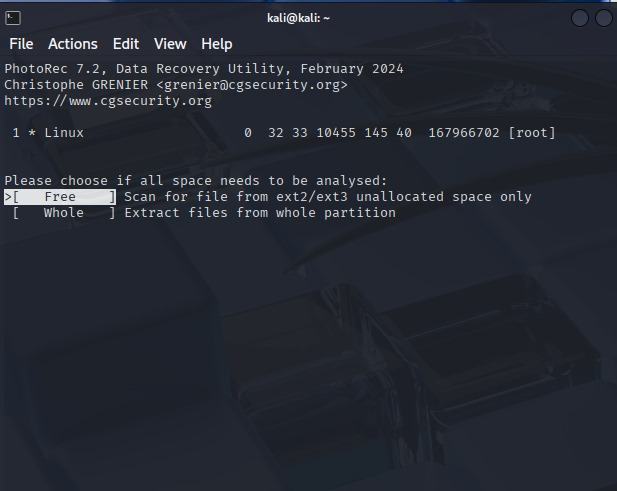 kali@kali: ~
File Actions Edit View Help
PhotoRec 7.2, Data Recovery Utility, February 2024
Christophe GRENIER <grenier@cgsecurity.org>
https://www.cgsecurity.org
1 * Linux 0 32 33 10455 145 40 167966702 [root]
Please choose if all space needs to be analysed:
>[ Free ] Scan for file from ext2/ext3 unallocated space only
[ Whole ] Extract files from whole partition